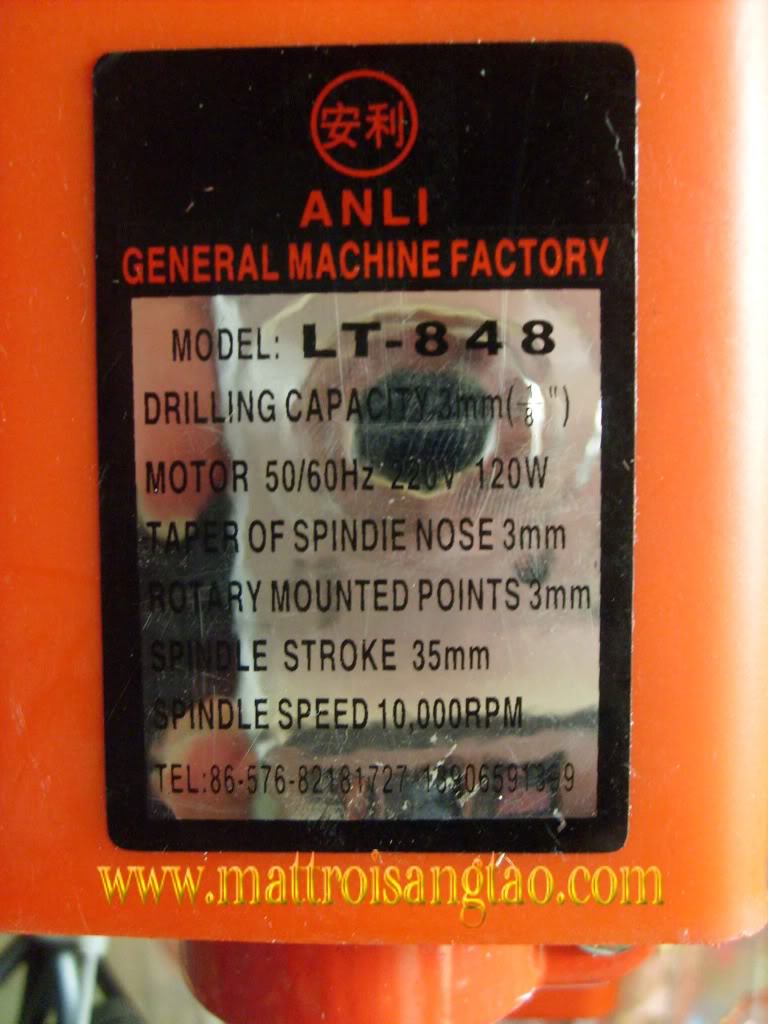 安利
ANLI
GENERAL MACHINE FACTORY
MODEL: LT-848
DRILLING CAPACITY 3mm(1/8")
MOTOR 50/60Hz 220V 120W
TAPER OF SPINDIE NOSE 3mm
ROTARY MOUNTED POINTS 3mm
SPINDLE STROKE 35mm
SPINDLE SPEED 10,000RPM
TEL:86-576-82181727
www.mattroisangtao.com